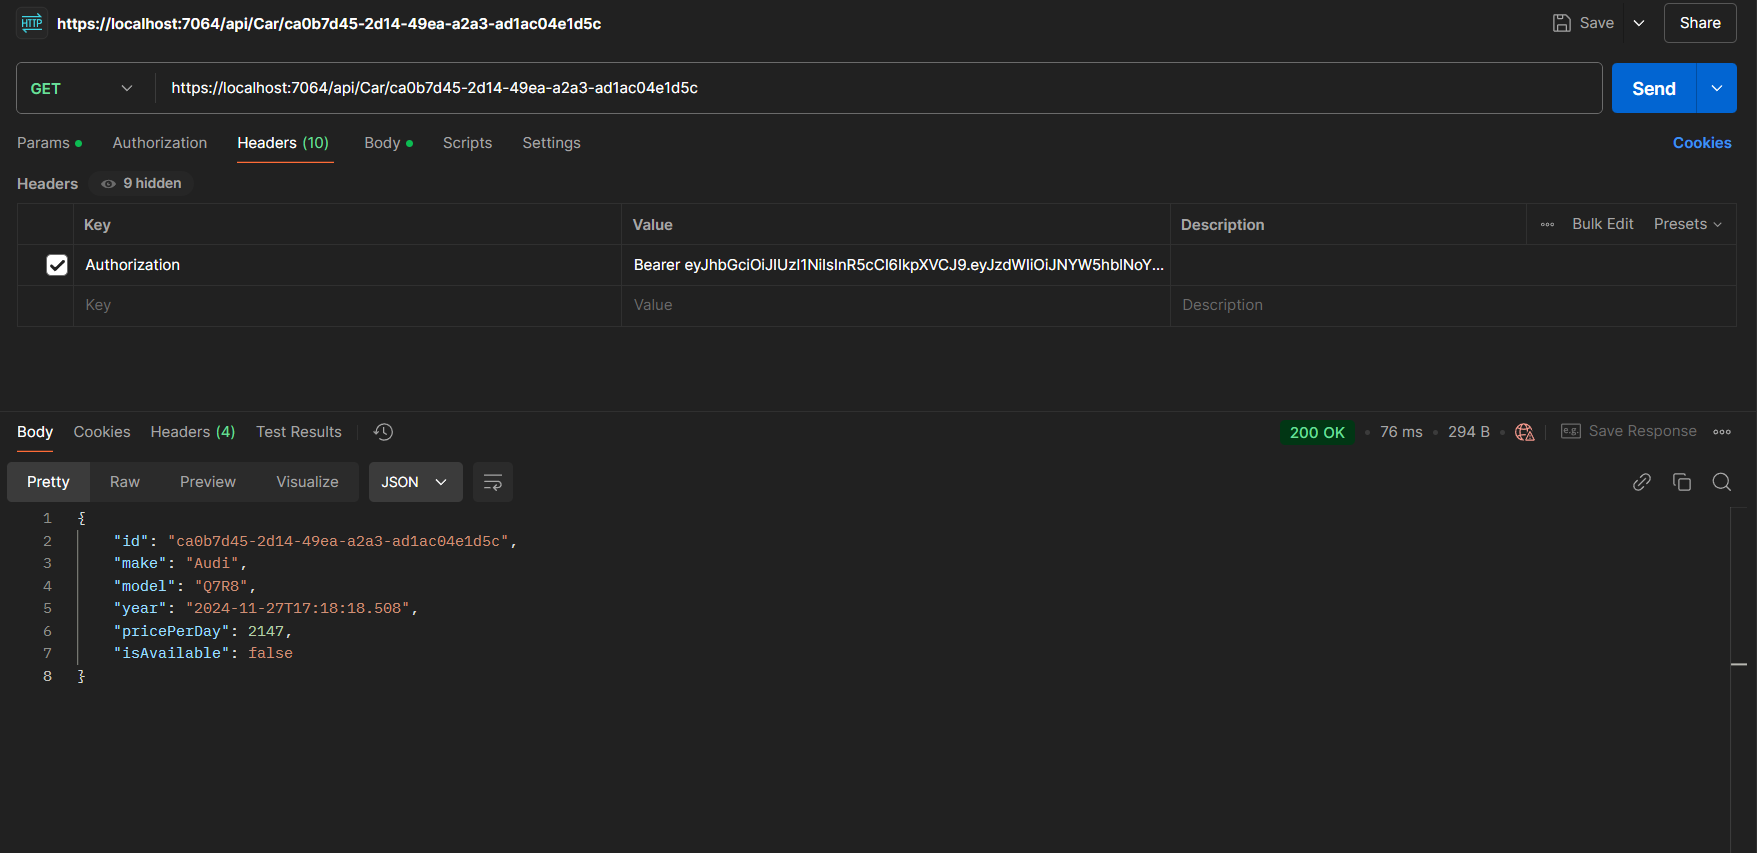 HTTP https://localhost:7064/api/Car/ca0b7d45-2d14-49ea-a2a3-ad1ac04e1d5c Save Share
GET https://localhost:7064/api/Car/ca0b7d45-2d14-49ea-a2a3-ad1ac04e1d5c Send
Params Authorization Headers (10) Body Scripts Settings Cookies
Headers 9 hidden
Key Value Description Bulk Edit Presets
Authorization Bearer eyJhbGciOiJIUzI1NiIsInR5cCI6IkpXVCJ9.eyJzdWIiOiJNYW5hblNoY...
Key Value Description
Body Cookies Headers (4) Test Results 200 OK 76 ms 294 B e.g. Save Response
Pretty Raw Preview Visualize JSON
1 {
2 "id": "ca0b7d45-2d14-49ea-a2a3-ad1ac04e1d5c",
3 "make": "Audi",
4 "model": "Q7R8",
5 "year": "2024-11-27T17:18:18.508",
6 "pricePerDay": 2147,
7 "isAvailable": false
8 }